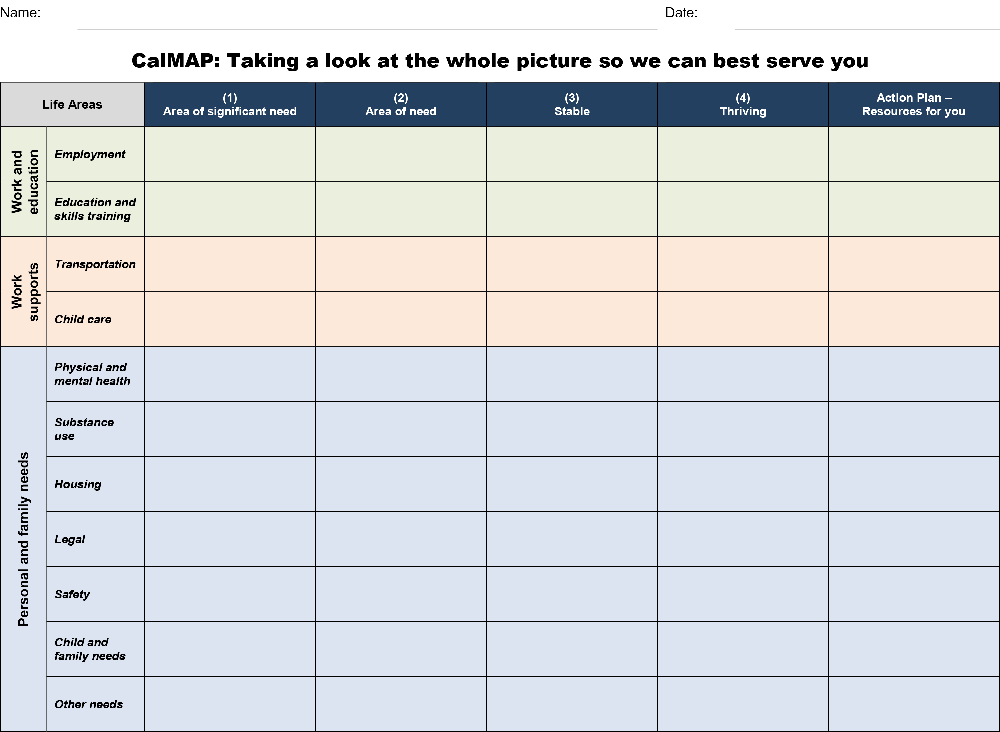 Name:
Date:
CalMAP: Taking a look at the whole picture so we can best serve you
Life Areas
(1)
Area of significant need
(2)
Area of need
(3)
Stable
(4)
Thriving
Action Plan –
Resources for you
Work and
education
Employment
Education and
skills training
Work
supports
Transportation
Child care
Personal and family needs
Physical and
mental health
Substance
use
Housing
Legal
Safety
Child and
family needs
Other needs